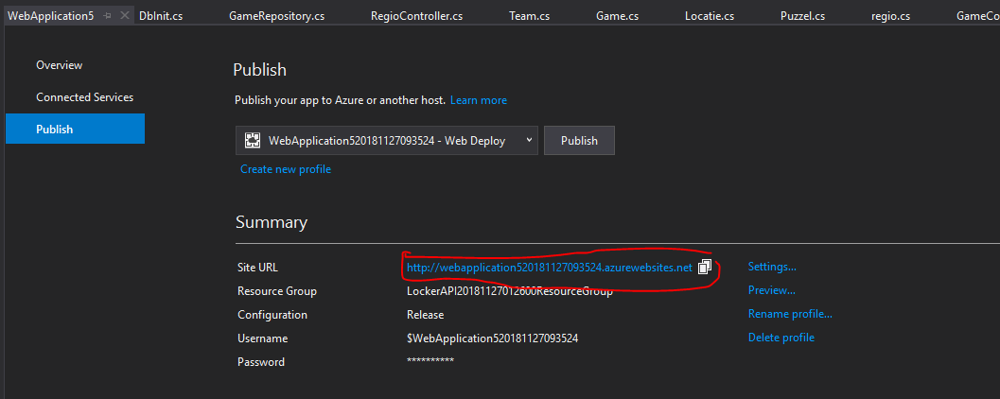 WebApplication5 DbInit.cs GameRepository.cs RegioController.cs Team.cs Game.cs Locatie.cs Puzzel.cs regio.cs GameCo
Overview
Connected Services
Publish
Publish
Publish your app to Azure or another host. Learn more
WebApplication520181127093524 - Web Deploy Publish
Create new profile
Summary
Site URL http://webapplication520181127093524.azurewebsites.net Settings...
Resource Group LockerAPI20181127012600ResourceGroup Preview...
Configuration Release Rename profile...
Username $WebApplication520181127093524 Delete profile
Password **********